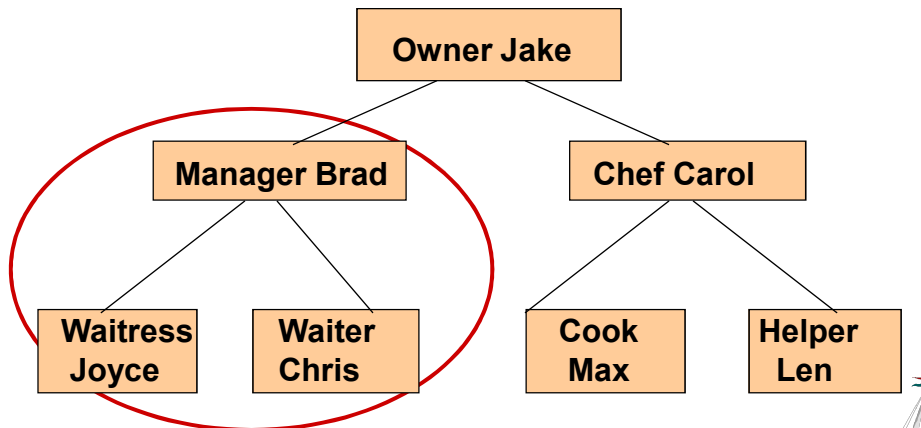 Owner Jake
Manager Brad
Chef Carol
Waitress
Joyce
Waiter
Chris
Cook
Max
Helper
Len